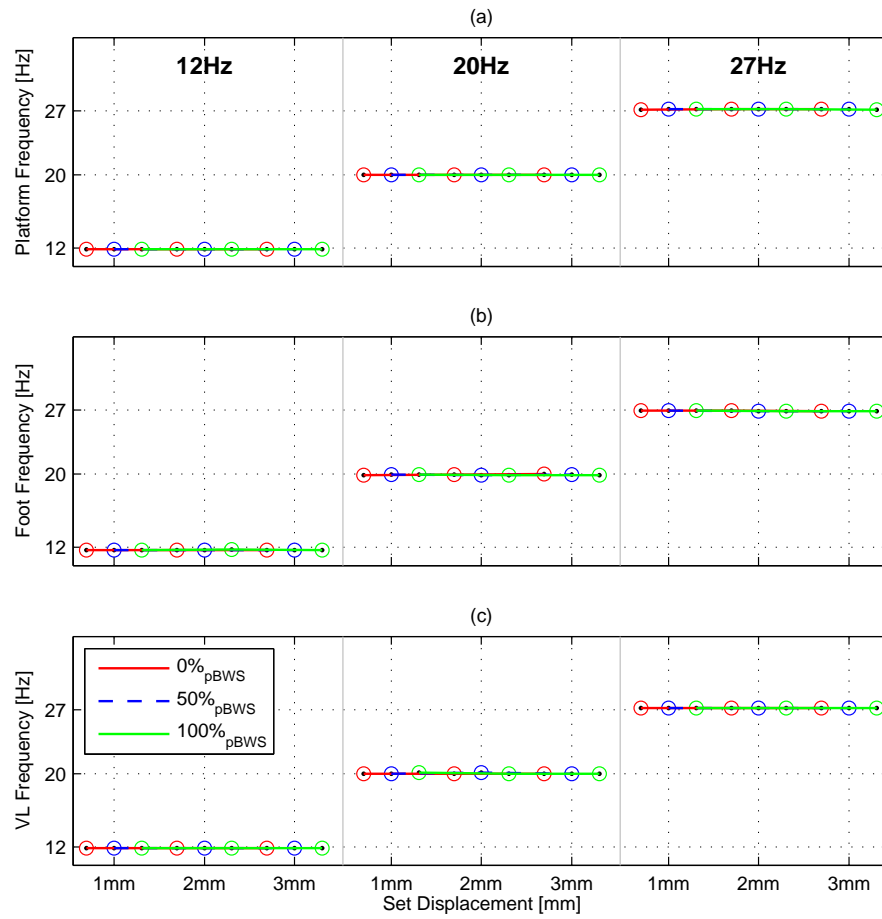 (a)
12Hz 20Hz 27Hz
Platform Frequency [Hz]
27
20
12
(b)
Foot Frequency [Hz]
27
20
12
(c)
VL Frequency [Hz]
27
20
12
0%pBWS
50%pBWS
100%pBWS
1mm 2mm 3mm 1mm 2mm 3mm 1mm 2mm 3mm
Set Displacement [mm]